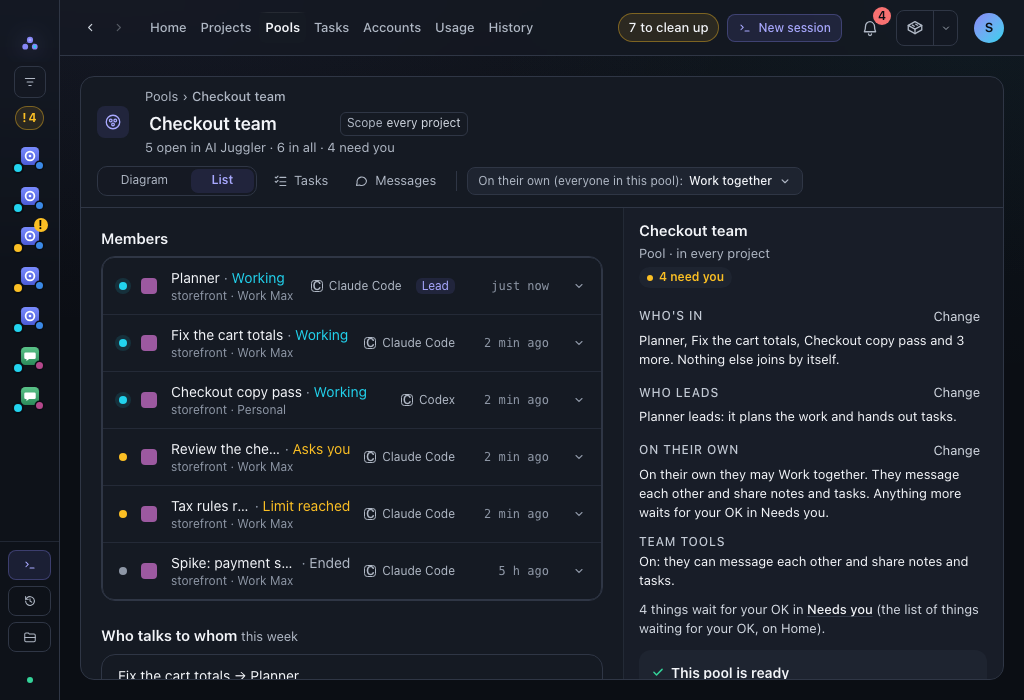 Home Projects Pools Tasks Accounts Usage History
7 to clean up
New session
4
S
! 4
!
Pools › Checkout team
Checkout team
Scope every project
5 open in AI Juggler · 6 in all · 4 need you
Diagram List Tasks Messages
On their own (everyone in this pool): Work together
Members
Planner · Working
storefront · Work Max
Claude Code Lead just now
Fix the cart totals · Working
storefront · Work Max
Claude Code 2 min ago
Checkout copy pass · Working
storefront · Personal
Codex 2 min ago
Review the che... · Asks you
storefront · Work Max
Claude Code 2 min ago
Tax rules r... · Limit reached
storefront · Work Max
Claude Code 2 min ago
Spike: payment s... · Ended
storefront · Work Max
Claude Code 5 h ago
Who talks to whom this week
Fix the cart totals → Planner
Checkout team
Pool · in every project
4 need you
WHO'S IN Change
Planner, Fix the cart totals, Checkout copy pass and 3
more. Nothing else joins by itself.
WHO LEADS Change
Planner leads: it plans the work and hands out tasks.
ON THEIR OWN Change
On their own they may Work together. They message
each other and share notes and tasks. Anything more
waits for your OK in Needs you.
TEAM TOOLS
On: they can message each other and share notes and
tasks.
4 things wait for your OK in Needs you (the list of things
waiting for your OK, on Home).
This pool is ready